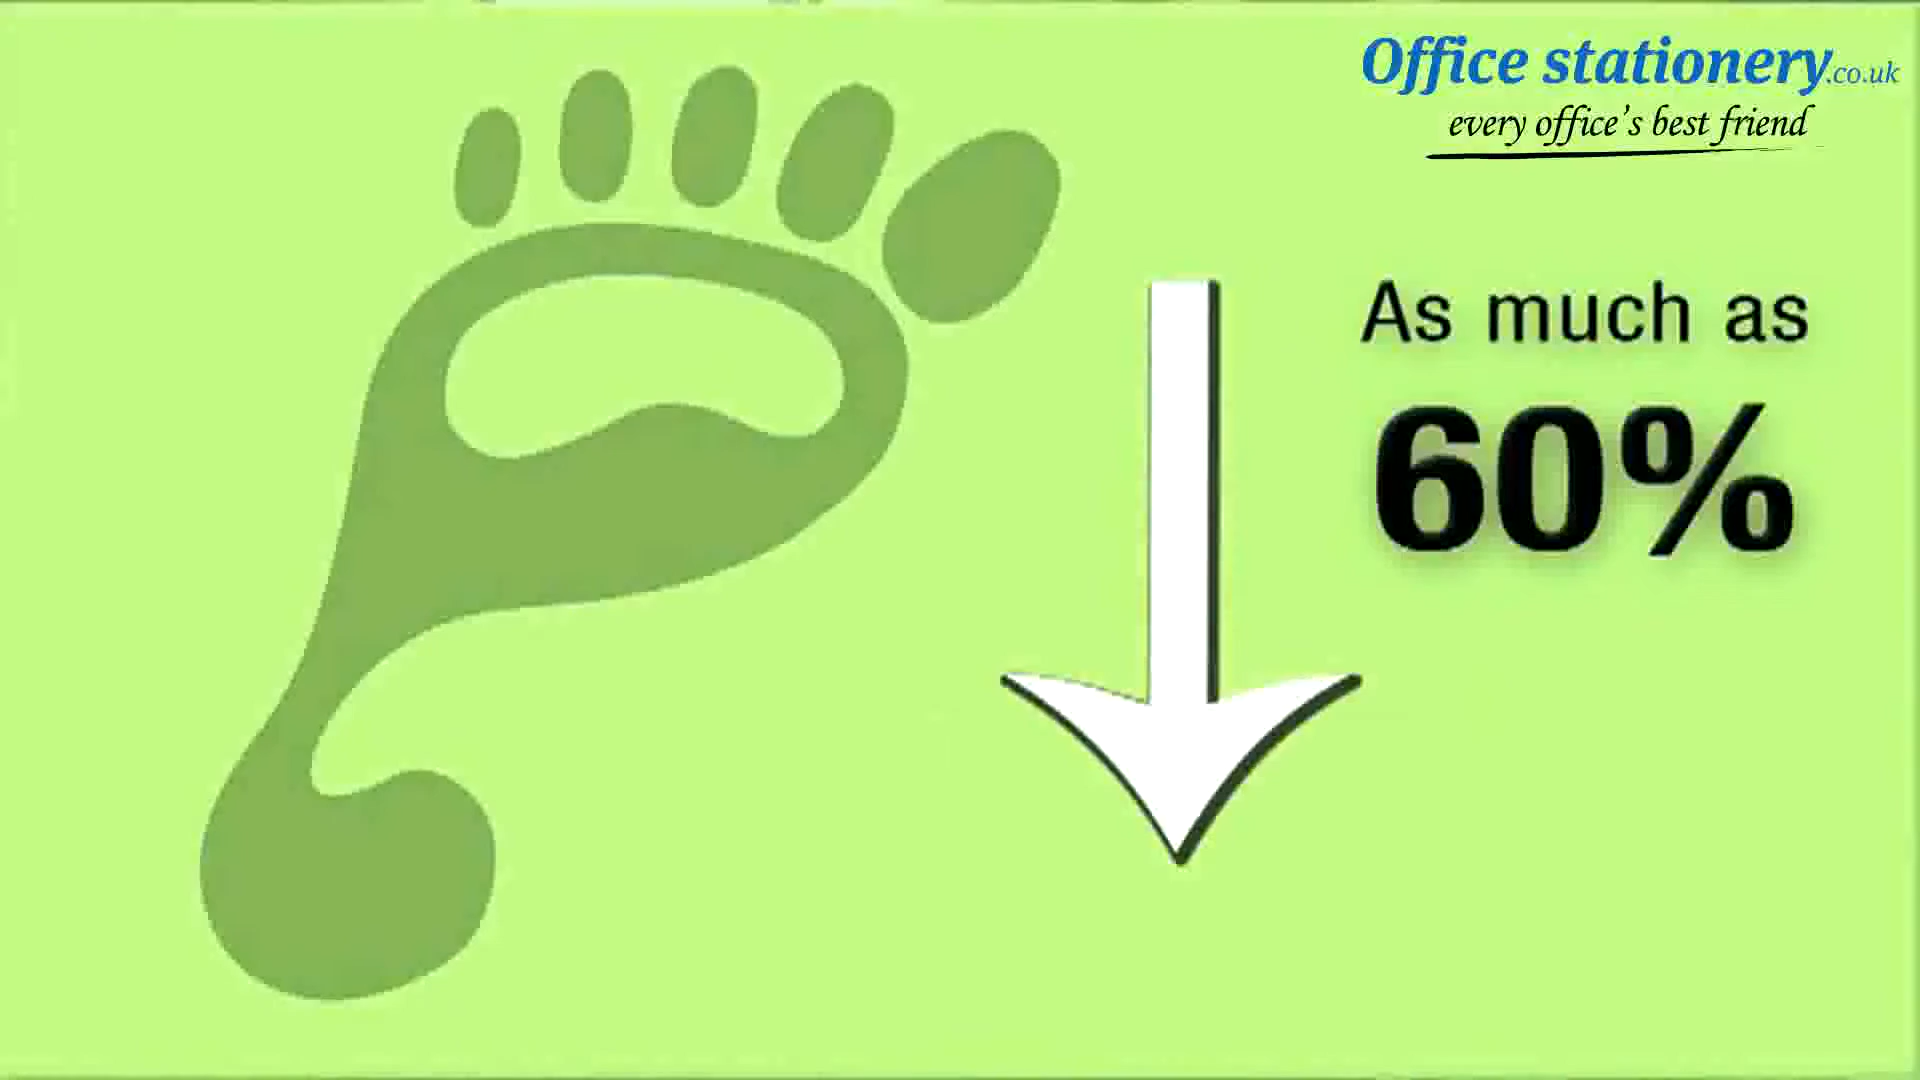 Office stationery.co.uk
every office's best friend
As much as
60%